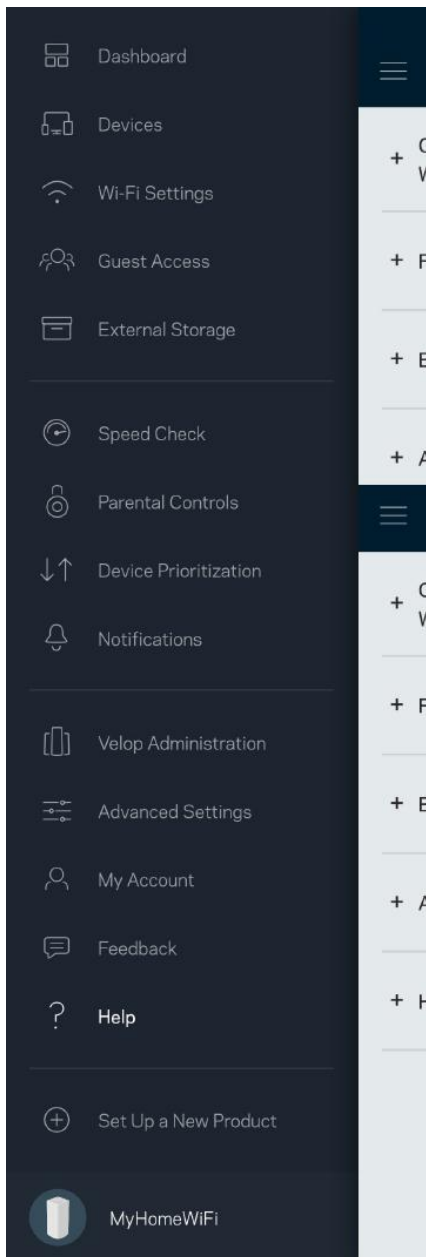 Dashboard
Devices
Wi-Fi Settings
Guest Access
External Storage
Speed Check
Parental Controls
Device Prioritization
Notifications
Velop Administration
Advanced Settings
My Account
Feedback
Help
Set Up a New Product
MyHomeWiFi